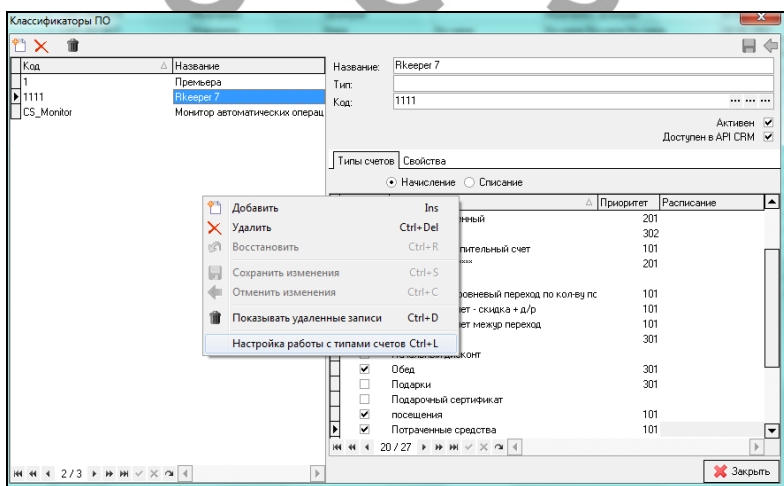 Классификаторы ПО
Код
Название
1
Премьера
1111
Rkeeper 7
CS_Monitor
Монитор автоматических операц
Название:
Rkeeper 7
Тип:
Код:
1111
Активен
Доступен в API CRM
Типы счетов
Свойства
Начисление
Списание
Приоритет
Расписание
201
302
101
201
101
101
101
301
Добавить
Ins
Удалить
Ctrl+Del
Восстановить
Ctrl+R
Сохранить изменения
Ctrl+S
Отменить изменения
Ctrl+C
Показывать удаленные записи
Ctrl+D
Настройка работы с типами счетов
Ctrl+L
Обед
301
Подарки
301
Подарочный сертификат
посещения
101
Потраченные средства
101
20 / 27
2 / 3
Закрыть